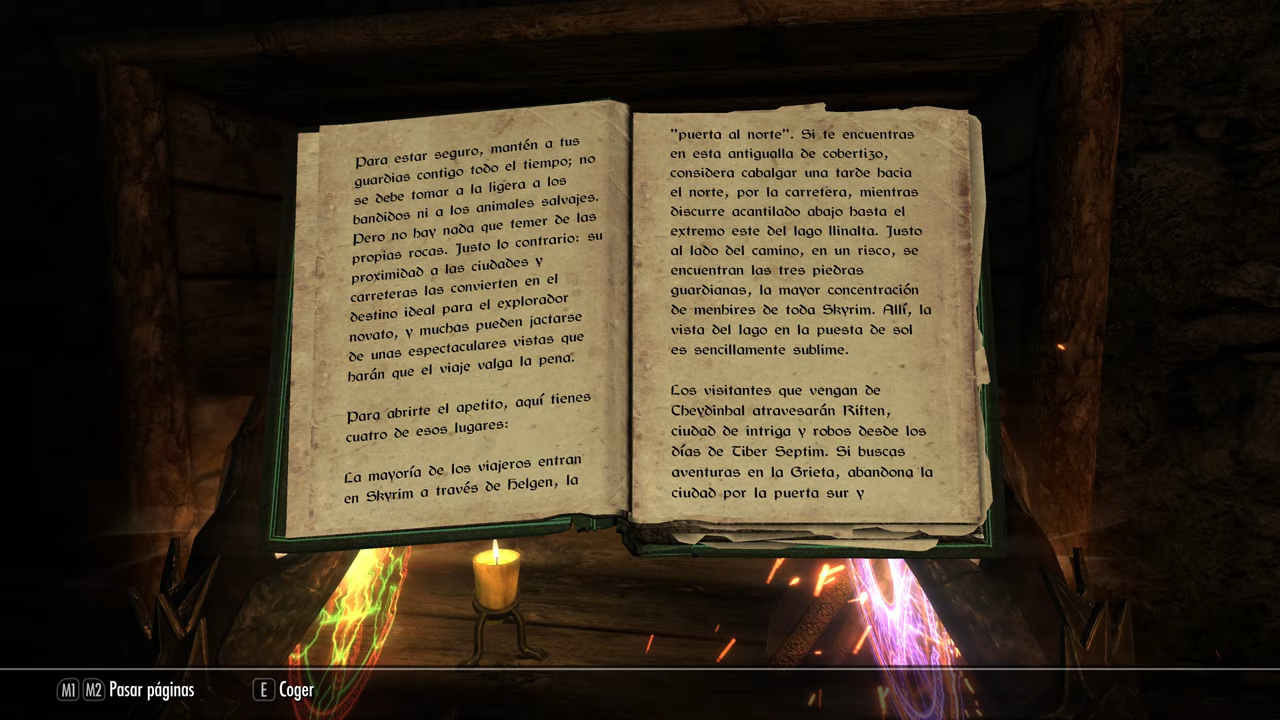 Para estar seguro, mantén a tus
guardias contigo todo el tiempo; no
se debe tomar a la ligera a los
bandidos ni a los animales salvajes.
Pero no hay nada que temer de las
propias rocas. Justo lo contrario: su
proximidad a las ciudades y
carreteras las convierten en el
destino ideal para el explorador
novato, y muchas pueden jactarse
de unas espectaculares vistas que
harán que el viaje valga la pena.
Para abrirte el apetito, aquí tienes
cuatro de esos lugares:
La mayoría de los viajeros entran
en Skyrim a través de Helgen, la
"puerta al norte". Si te encuentras
en esta antigualla de cobertizo,
considera cabalgar una tarde hacia
el norte, por la carretera, mientras
discurre acantilado abajo hasta el
extremo este del lago Ilinalta. Justo
al lado del camino, en un risco, se
encuentran las tres piedras
guardianas, la mayor concentración
de menhires de toda Skyrim. Allí, la
vista del lago en la puesta de sol
es sencillamente sublime.
Los visitantes que vengan de
Cheydinhal atravesarán Riften,
ciudad de intriga y robos desde los
días de Tiber Septim. Si buscas
aventuras en la Grieta, abandona la
ciudad por la puerta sur y
M1 M2 Pasar páginas E Coger